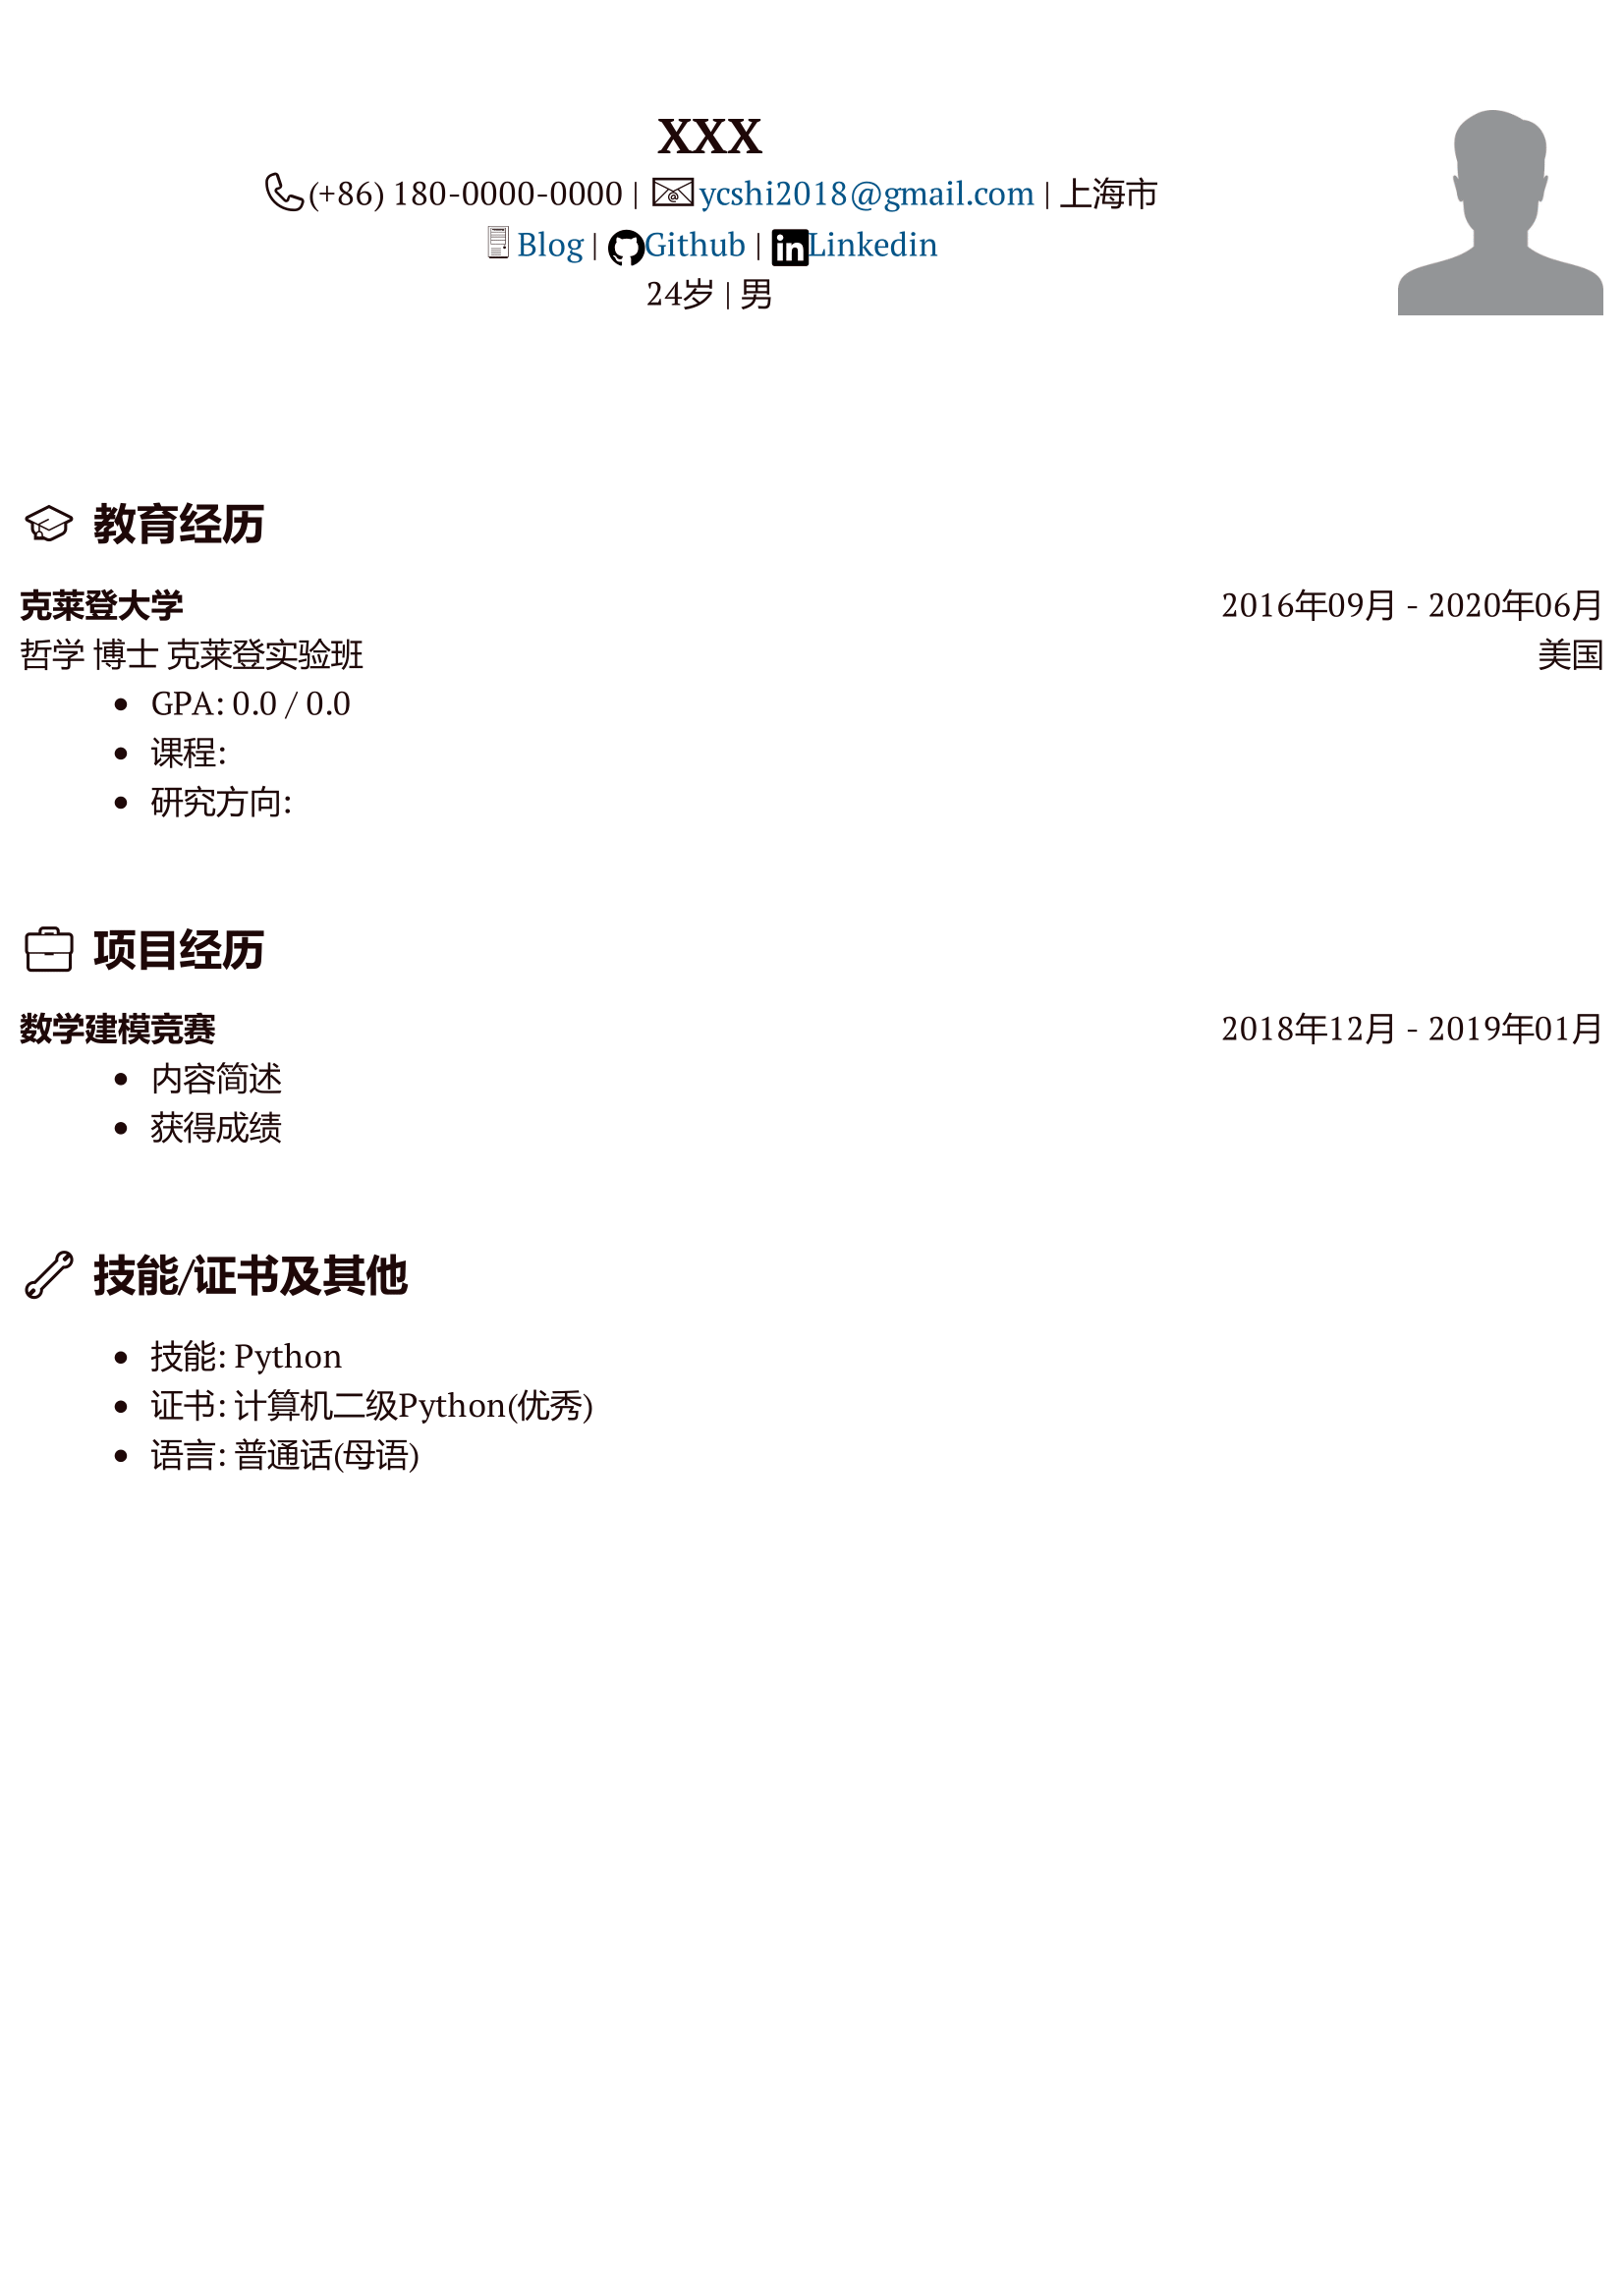 XXX
(+86) 180-0000-0000 | ycshi2018@gmail.com | 上海市
Blog | Github | Linkedin
24岁 | 男
教育经历
克莱登大学 2016年09月 - 2020年06月
哲学 博士 克莱登实验班 美国
• GPA: 0.0 / 0.0
• 课程:
• 研究方向:
项目经历
数学建模竞赛 2018年12月 - 2019年01月
• 内容简述
• 获得成绩
技能/证书及其他
• 技能: Python
• 证书: 计算机二级Python(优秀)
• 语言: 普通话(母语)